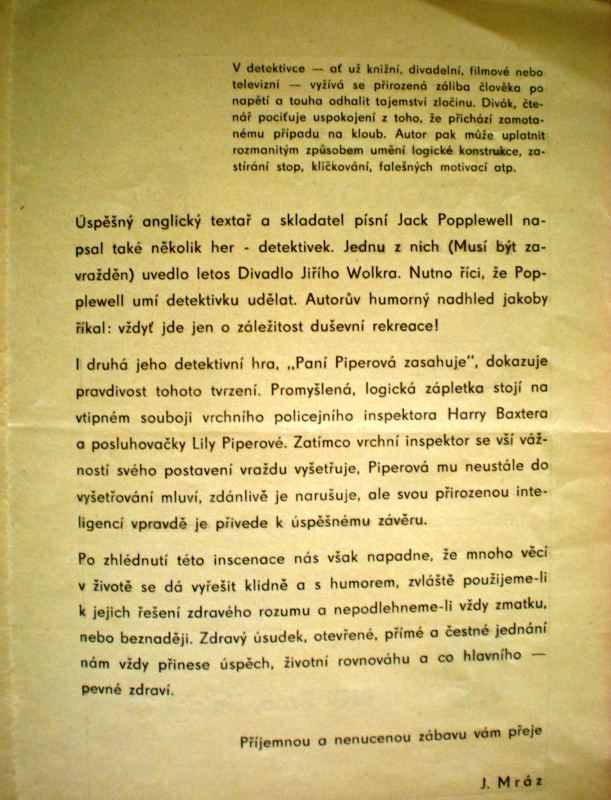 V detektivce — ať už knižní, divadelní, filmové nebo
televizní — vyžívá se přirozená záliba člověka po
napětí a touha odhalit tajemství zločinu. Divák, čte-
nář pociťuje uspokojení z toho, že přichází zamota-
nému případu na kloub. Autor pak může uplatnit
rozmanitým způsobem umění logické konstrukce, za-
stírání stop, kličkování, falešných motivací atp.
Úspěšný anglický textař a skladatel písní Jack Popplewell na-
psal také několik her - detektivek. Jednu z nich (Musí být za-
vražděn) uvedlo letos Divadlo Jiřího Wolkra. Nutno říci, že Pop-
plewell umí detektivku udělat. Autorův humorný nadhled jakoby
říkal: vždyť jde jen o záležitost duševní rekreace!
I druhá jeho detektivní hra, „Paní Piperová zasahuje", dokazuje
pravdivost tohoto tvrzení. Promyšlená, logická zápletka stojí na
vtipném souboji vrchního policejního inspektora Harry Baxtera
a posluhovačky Lily Piperové. Zatímco vrchní inspektor se vší váž-
ností svého postavení vraždu vyšetřuje, Piperová mu neustále do
vyšetřování mluví, zdánlivě je narušuje, ale svou přirozenou inte-
ligencí vpravdě je přivede k úspěšnému závěru.
Po zhlédnutí této inscenace nás však napadne, že mnoho věcí
v životě se dá vyřešit klidně a s humorem, zvláště použijeme-li
k jejich řešení zdravého rozumu a nepodlehneme-li vždy zmatku,
nebo beznaději. Zdravý úsudek, otevřené, přímé a čestné jednání
nám vždy přinese úspěch, životní rovnováhu a co hlavního —
pevné zdraví.
Příjemnou a nenucenou zábavu vám přeje
J. Mráz